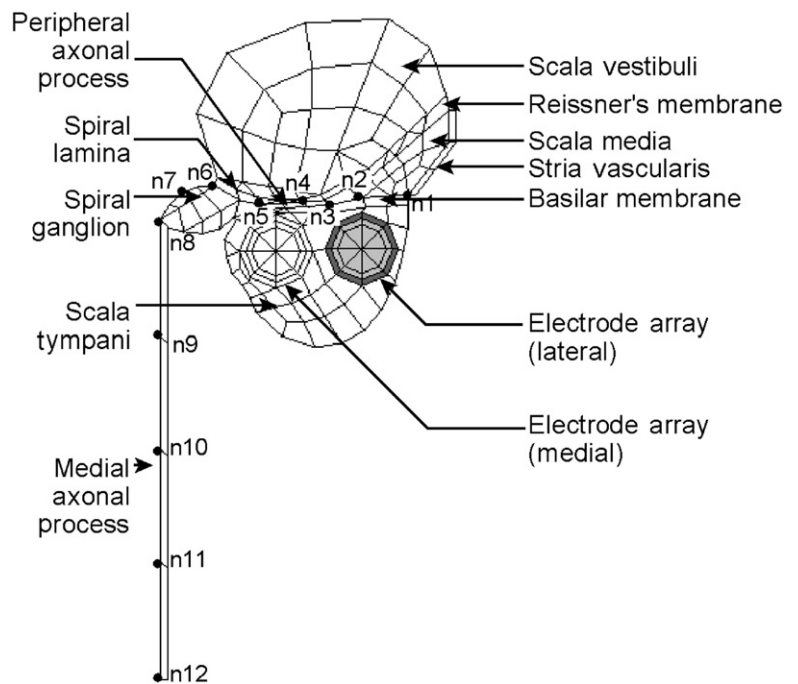 Peripheral
axonal
process
Spiral
lamina
n7
n6
Spiral
ganglion
n8
n5
n4
n3
n2
n1
Scala vestibuli
Reissner's membrane
Scala media
Stria vascularis
Basilar membrane
Scala
tympani
n9
Electrode array
(lateral)
Electrode array
(medial)
n10
Medial
axonal
process
n11
n12